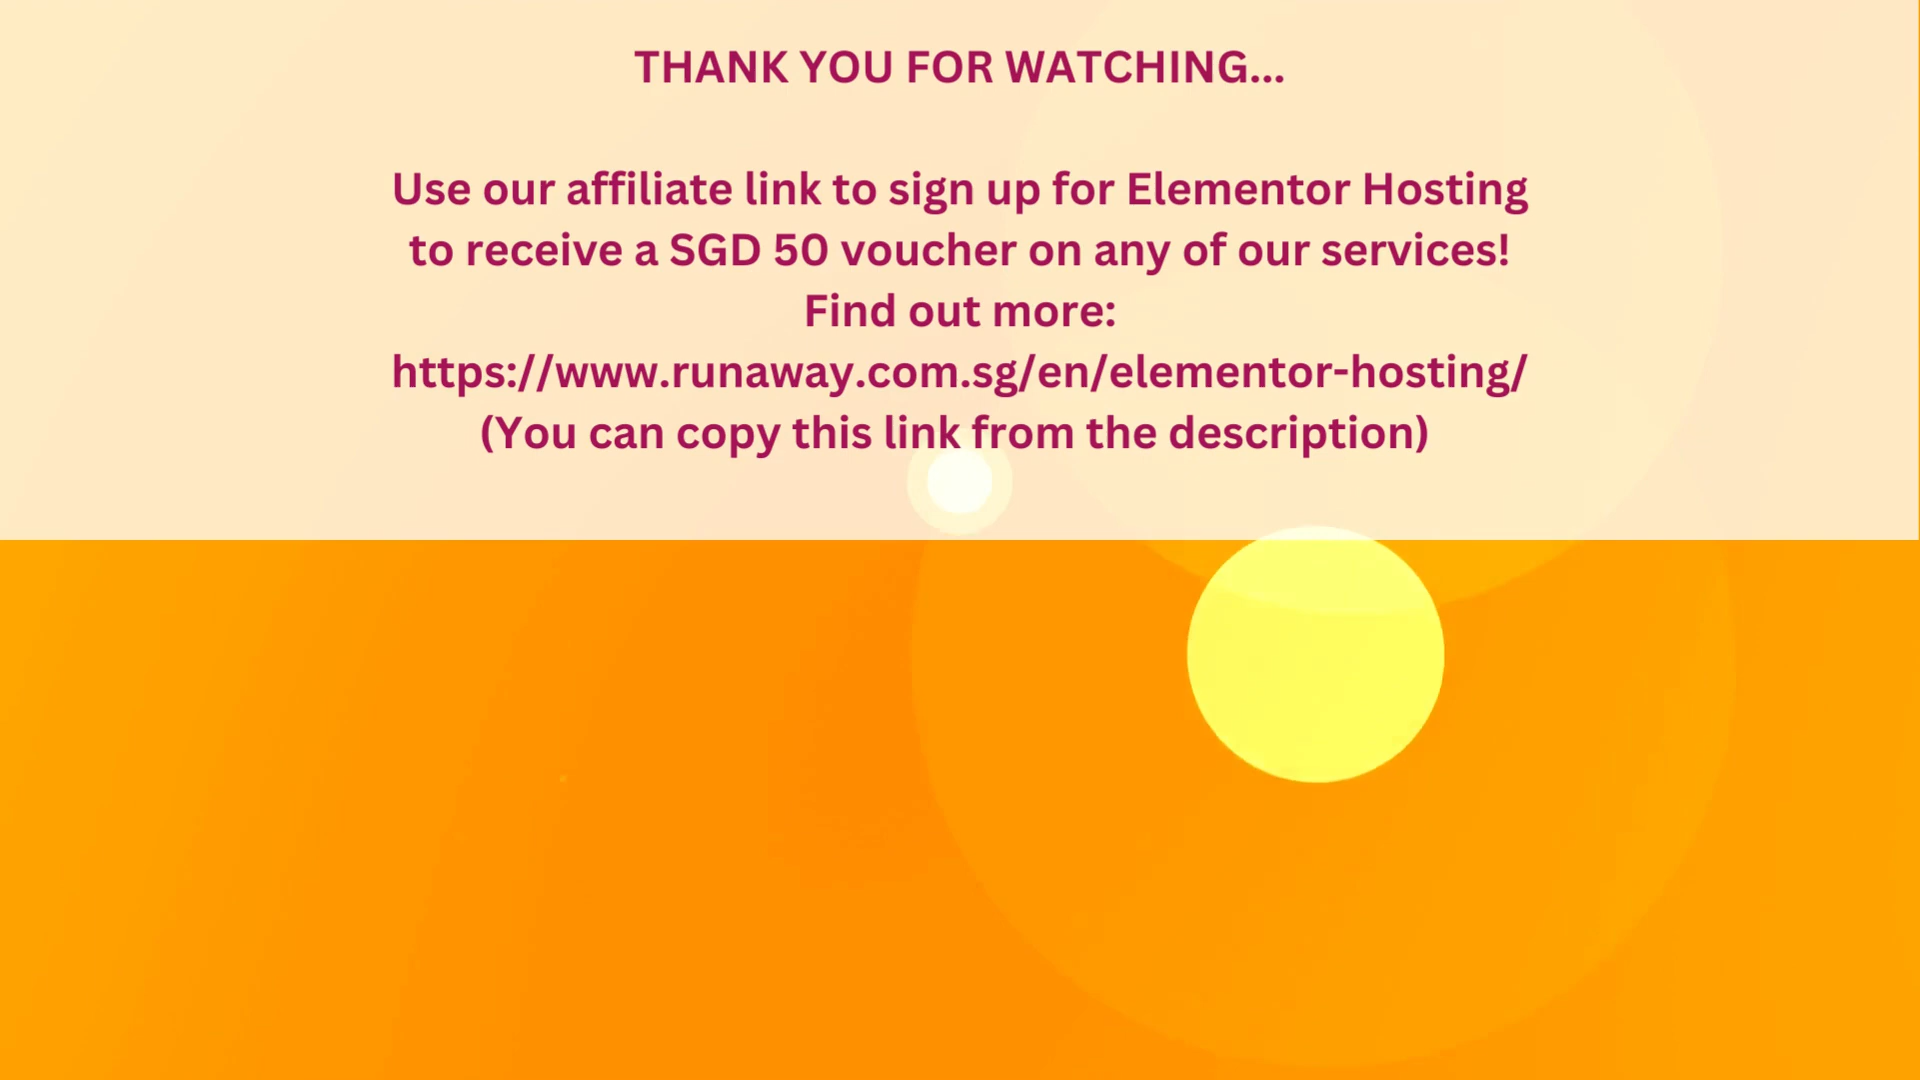 THANK YOU FOR WATCHING...
Use our affiliate link to sign up for Elementor Hosting
to receive a SGD 50 voucher on any of our services!
Find out more:
https://www.runaway.com.sg/en/elementor-hosting/
(You can copy this link from the description)